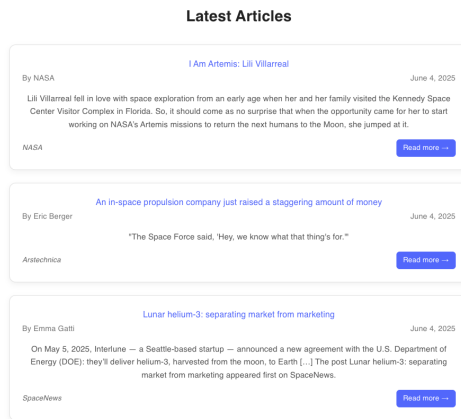 Latest Articles
I Am Artemis: Lili Villarreal
By NASA June 4, 2025
Lili Villarreal fell in love with space exploration from an early age when her and her family visited the Kennedy Space
Center Visitor Complex in Florida. So, it should come as no surprise that when the opportunity came for her to start
working on NASA's Artemis missions to return the next humans to the Moon, she jumped at it.
NASA Read more →
An in-space propulsion company just raised a staggering amount of money
By Eric Berger June 4, 2025
"The Space Force said, 'Hey, we know what that thing's for.'"
Arstechnica Read more →
Lunar helium-3: separating market from marketing
By Emma Gatti June 4, 2025
On May 5, 2025, Interlune — a Seattle-based startup — announced a new agreement with the U.S. Department of
Energy (DOE): they'll deliver helium-3, harvested from the moon, to Earth […] The post Lunar helium-3: separating
market from marketing appeared first on SpaceNews.
SpaceNews Read more →